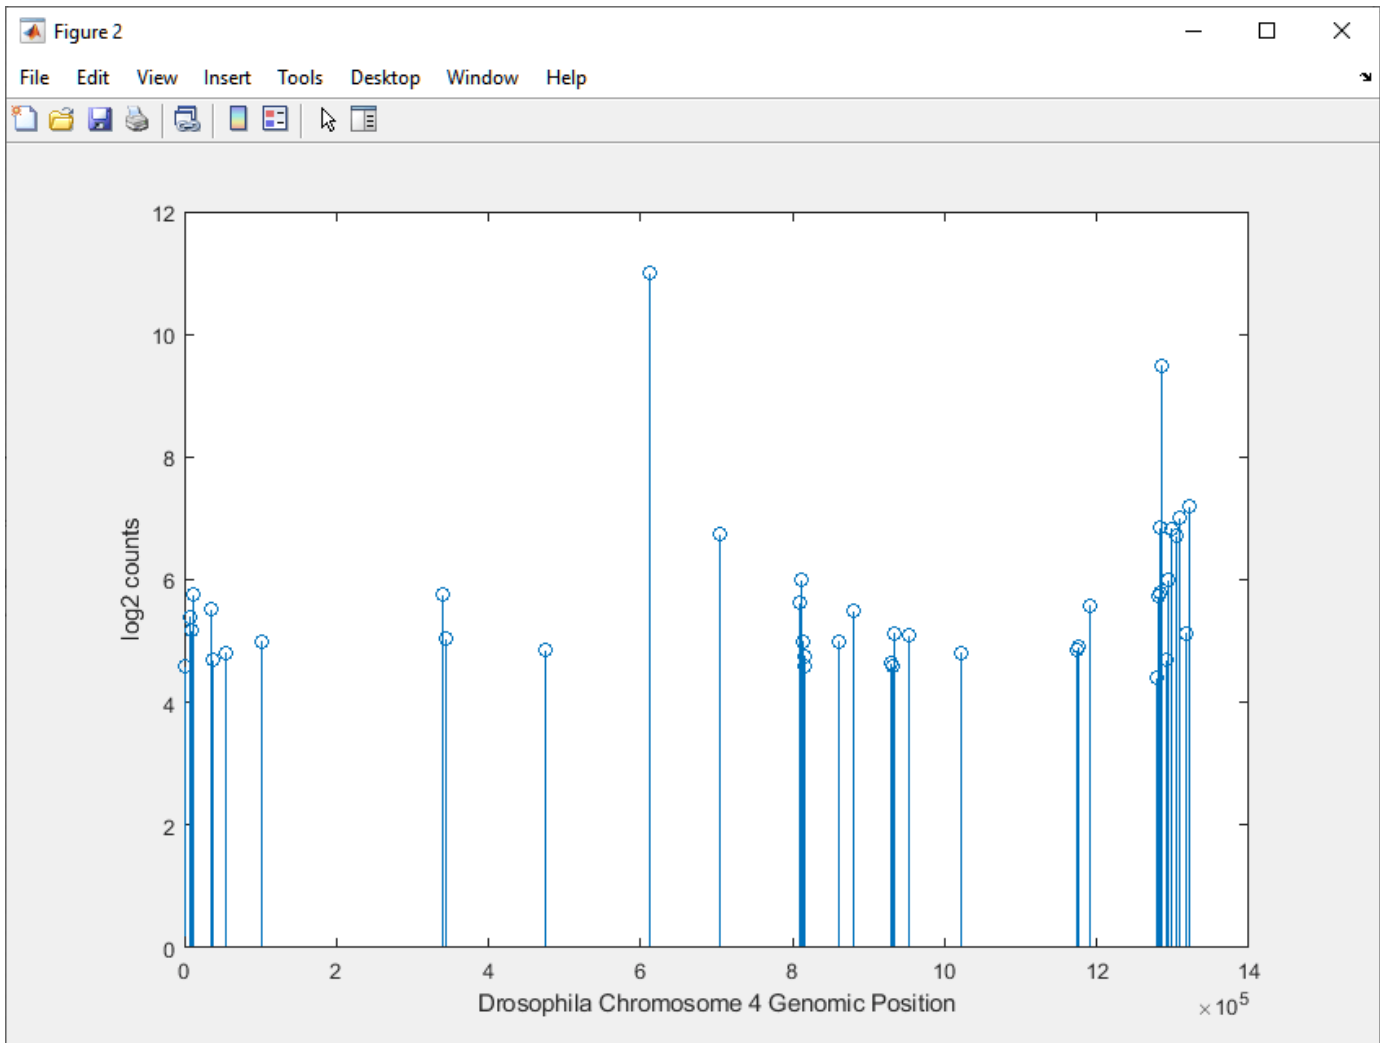 Figure 2
File Edit View Insert Tools Desktop Window Help
12
10
8
6
4
2
0
log2 counts
0 2 4 6 8 10 12 14
Drosophila Chromosome 4 Genomic Position
×10^5